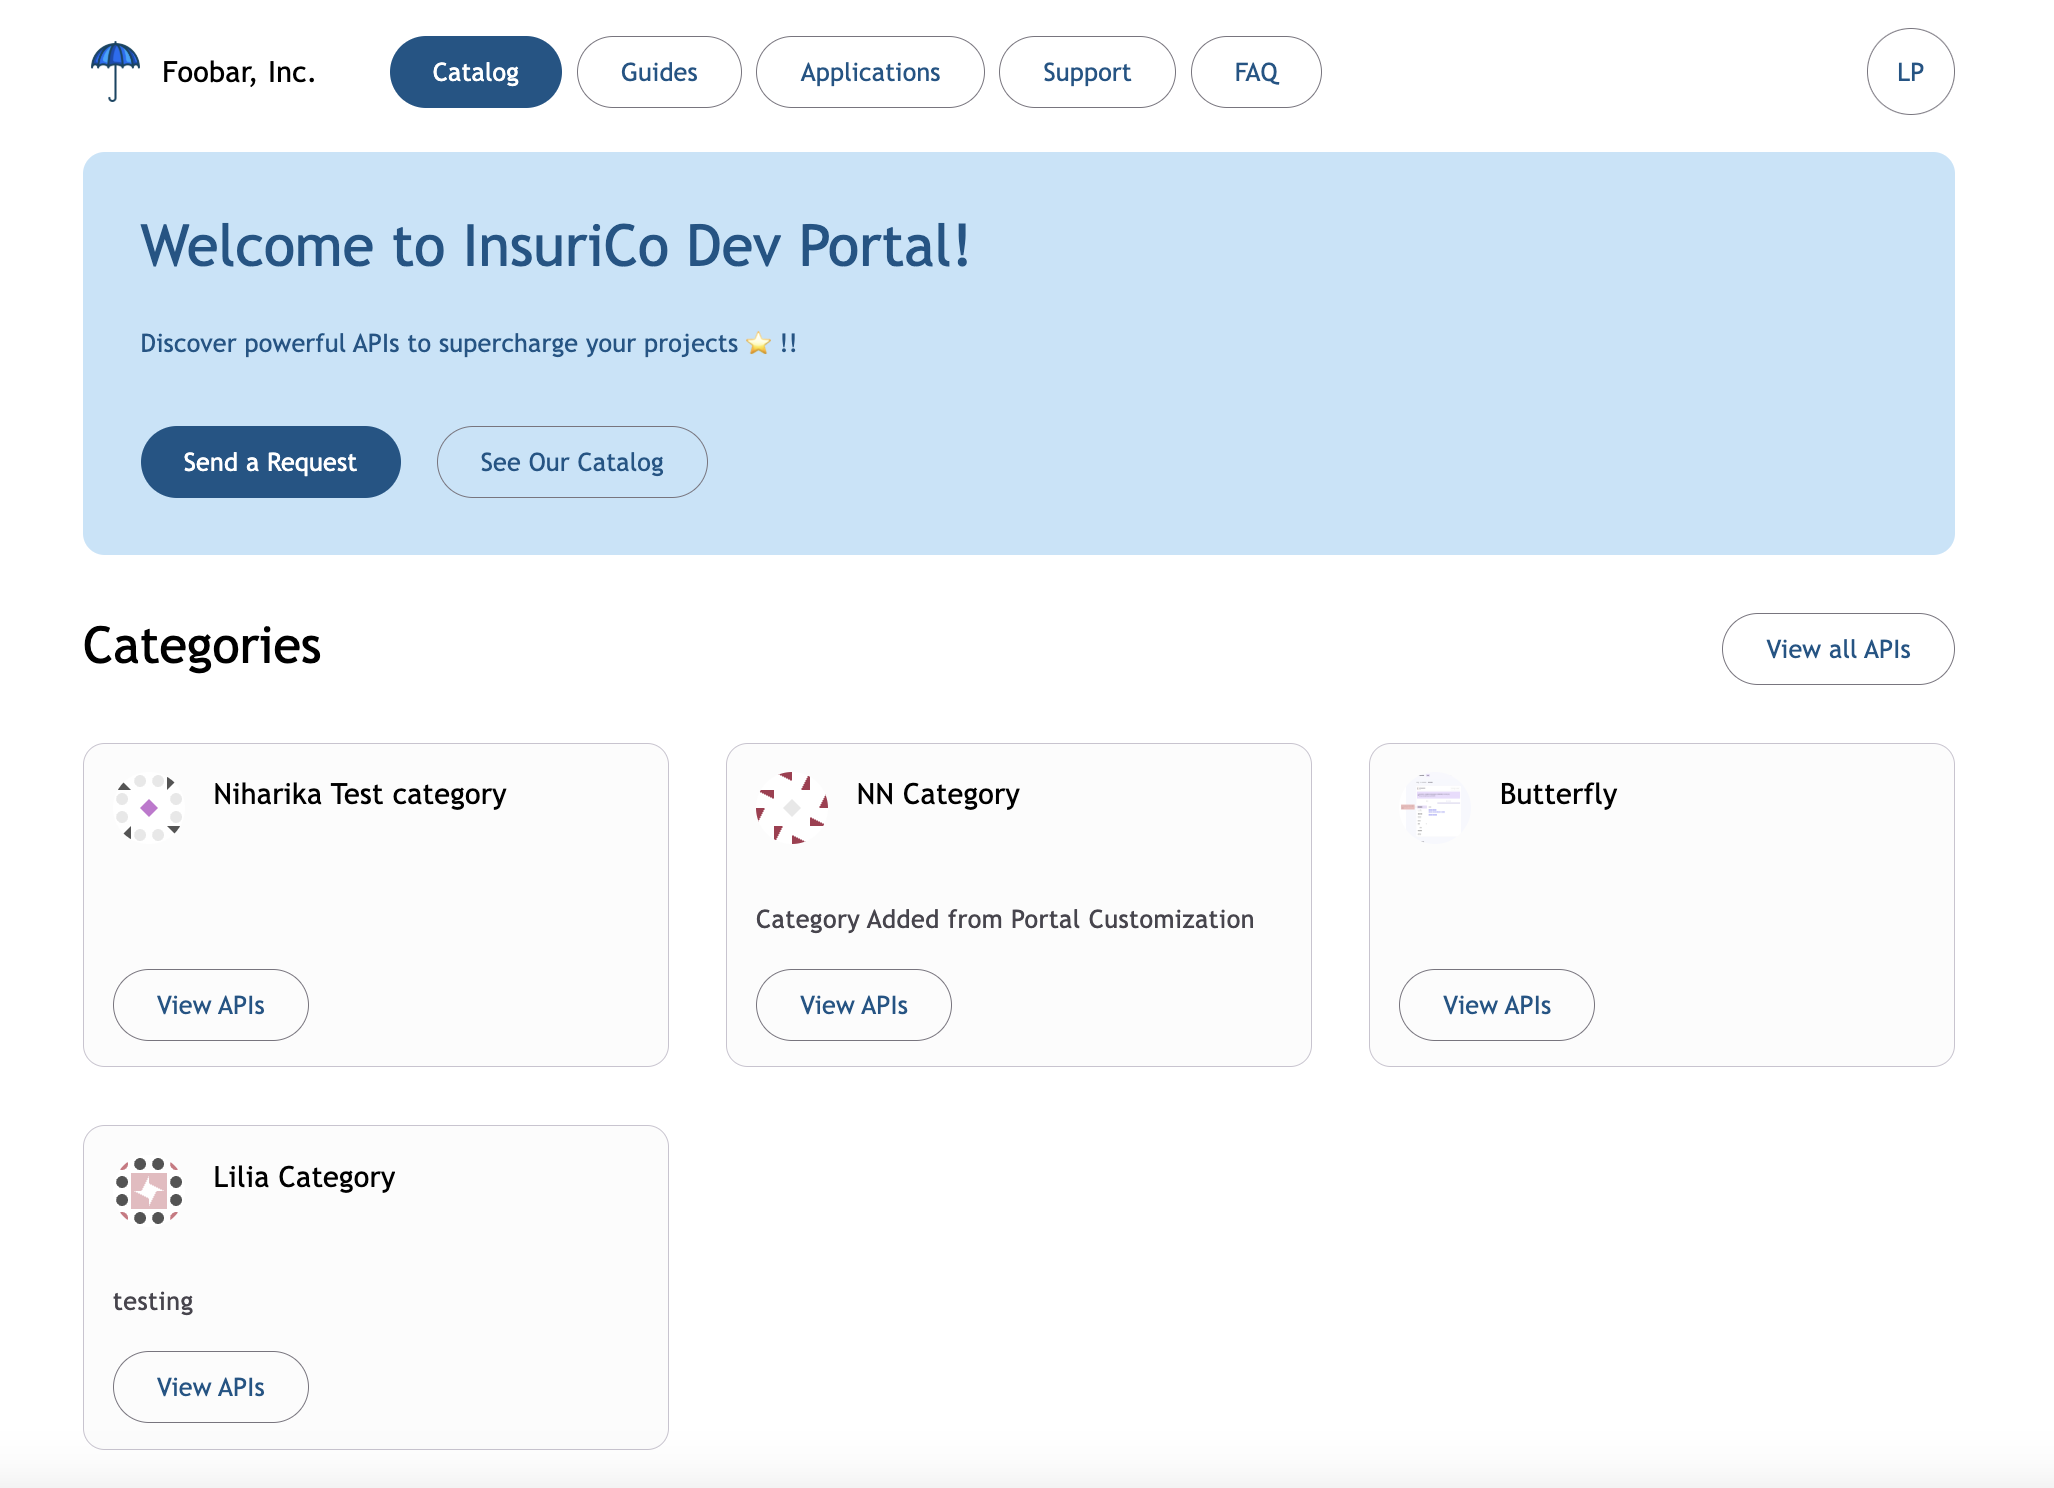 Foobar, Inc.
Catalog
Guides
Applications
Support
FAQ
LP
Welcome to InsuriCo Dev Portal!
Discover powerful APIs to supercharge your projects ⭐ !!
Send a Request
See Our Catalog
Categories
View all APIs
Niharika Test category
View APIs
NN Category
Category Added from Portal Customization
View APIs
Butterfly
View APIs
Lilia Category
testing
View APIs